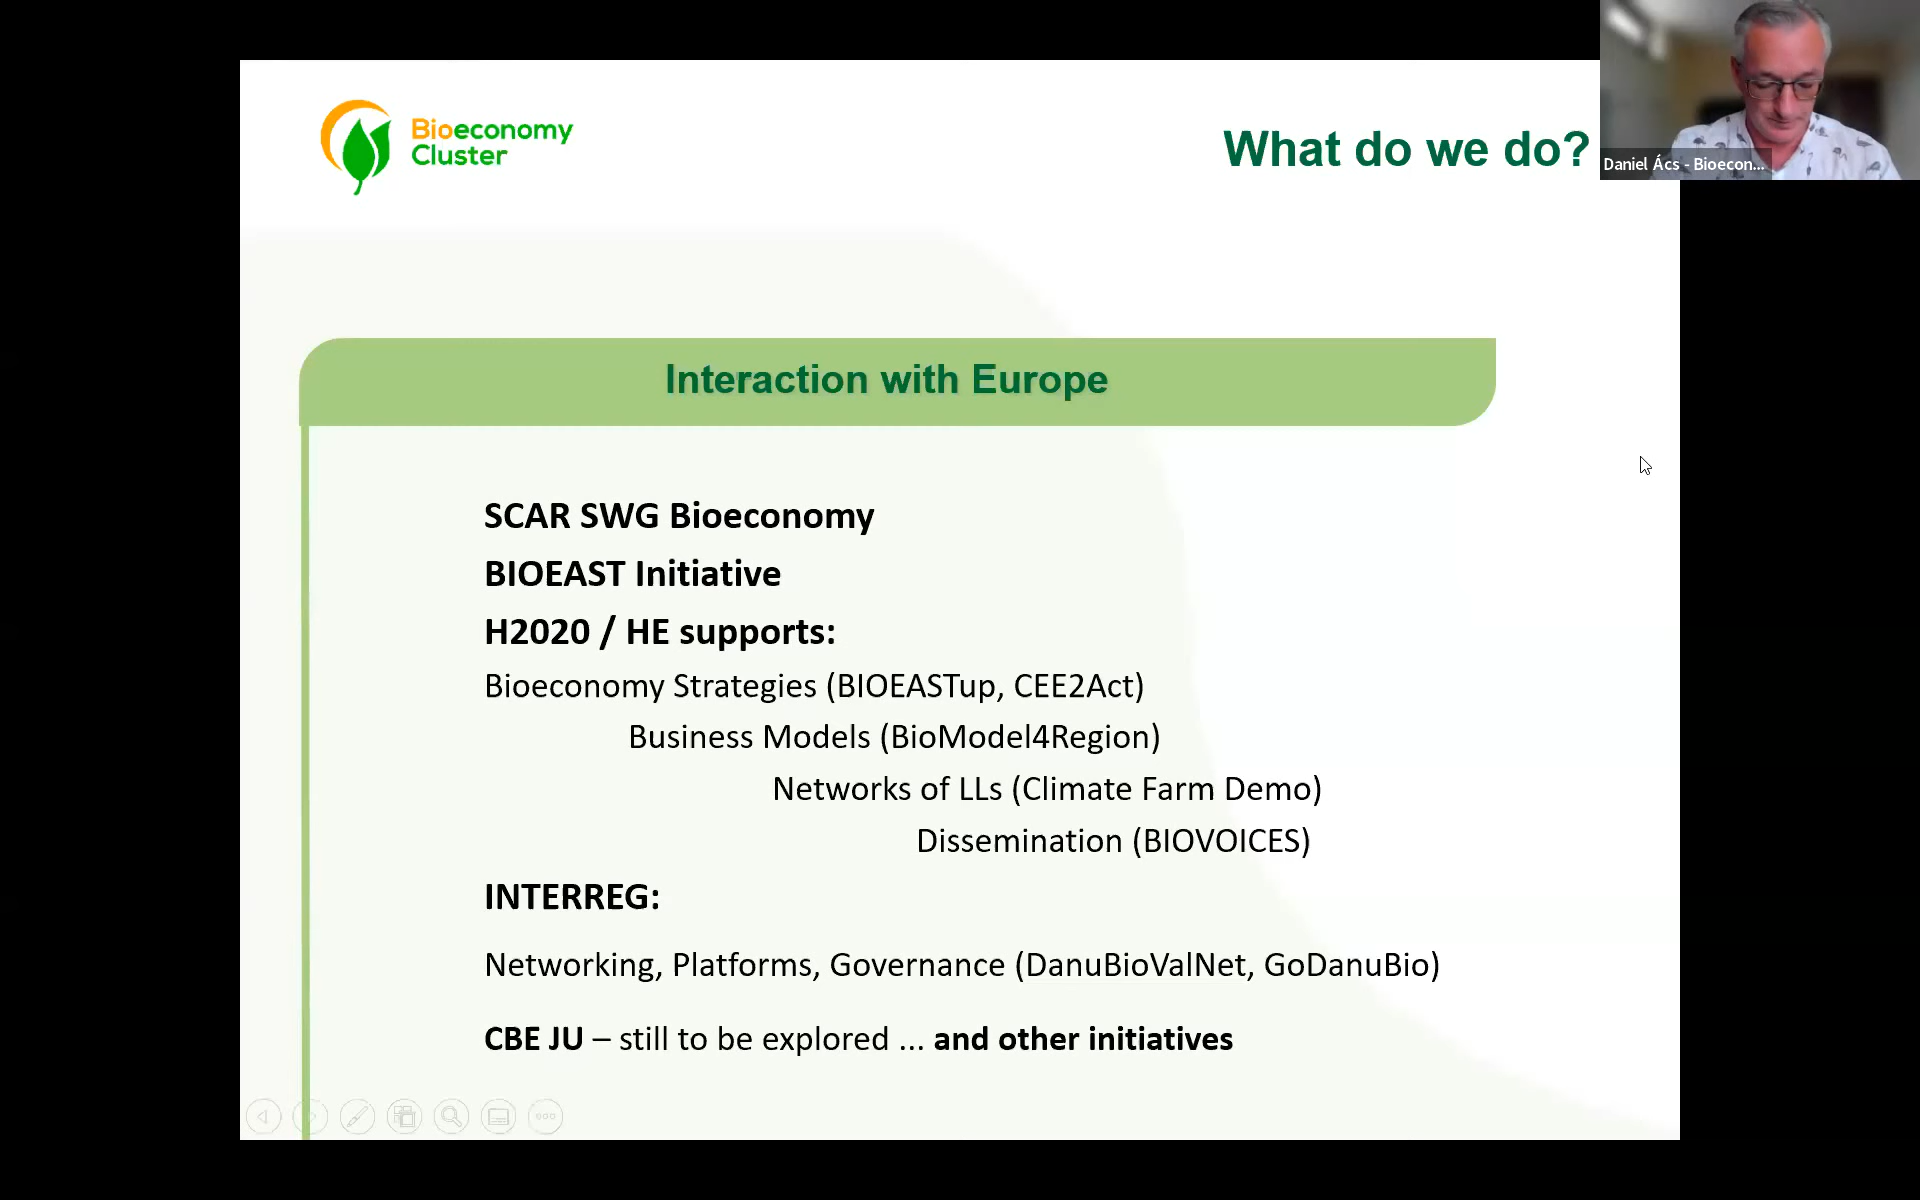 Bioeconomy
Cluster
What do we do?
Daniel Ács - Bioecon...
Interaction with Europe
SCAR SWG Bioeconomy
BIOEAST Initiative
H2020 / HE supports:
Bioeconomy Strategies (BIOEASTup, CEE2Act)
Business Models (BioModel4Region)
Networks of LLs (Climate Farm Demo)
Dissemination (BIOVOICES)
INTERREG:
Networking, Platforms, Governance (DanuBioValNet, GoDanuBio)
CBE JU – still to be explored ... and other initiatives